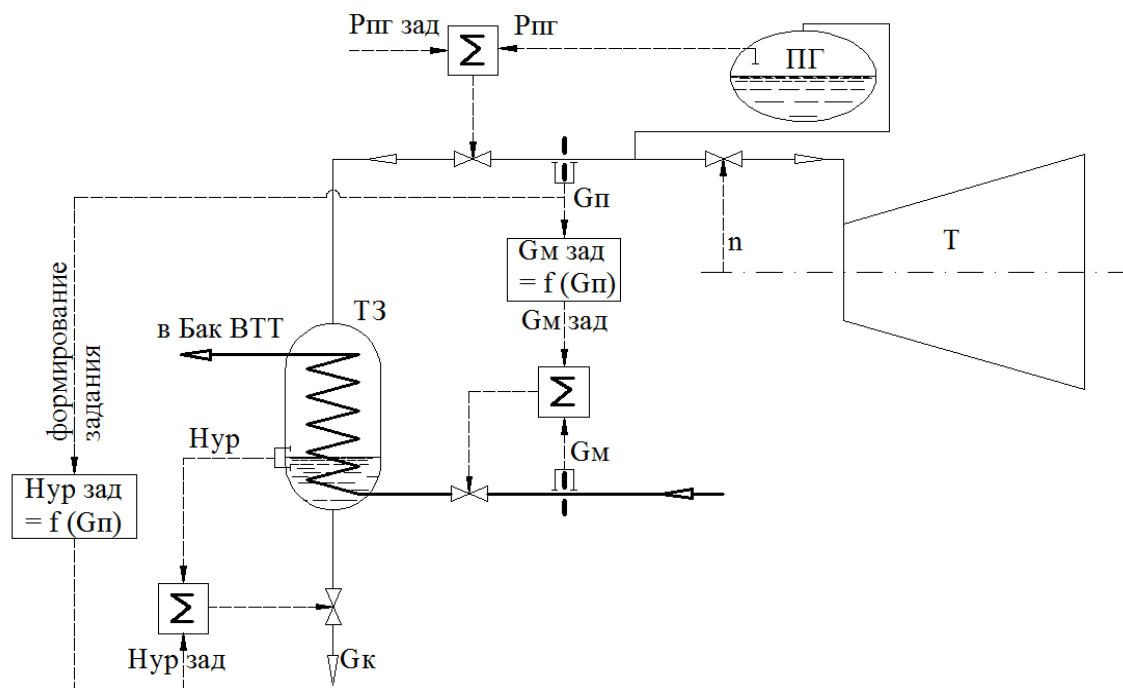 Рпг зад
Рпг
ПГ
Σ
Gп
n
Т
Gм зад
= f (Gп)
Gм зад
ТЗ
в Бак ВТТ
формирование
задания
Σ
Нур
Gм
Нур зад
= f (Gп)
Σ
Нур зад
Gк